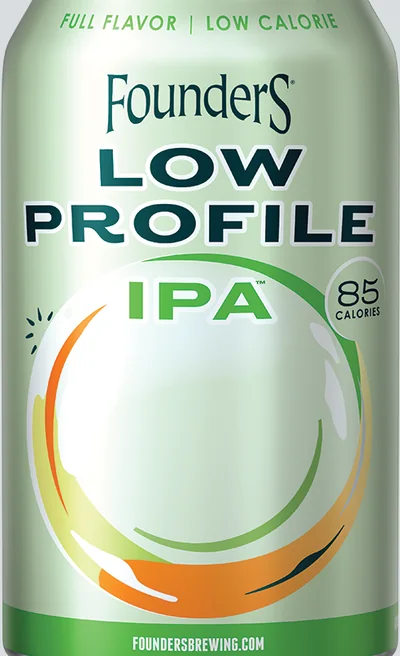 FULL FLAVOR | LOW CALORIE
FOUNDERS®
LOW
PROFILE
IPA™
85
CALORIES
FOUNDERSBREWING.COM